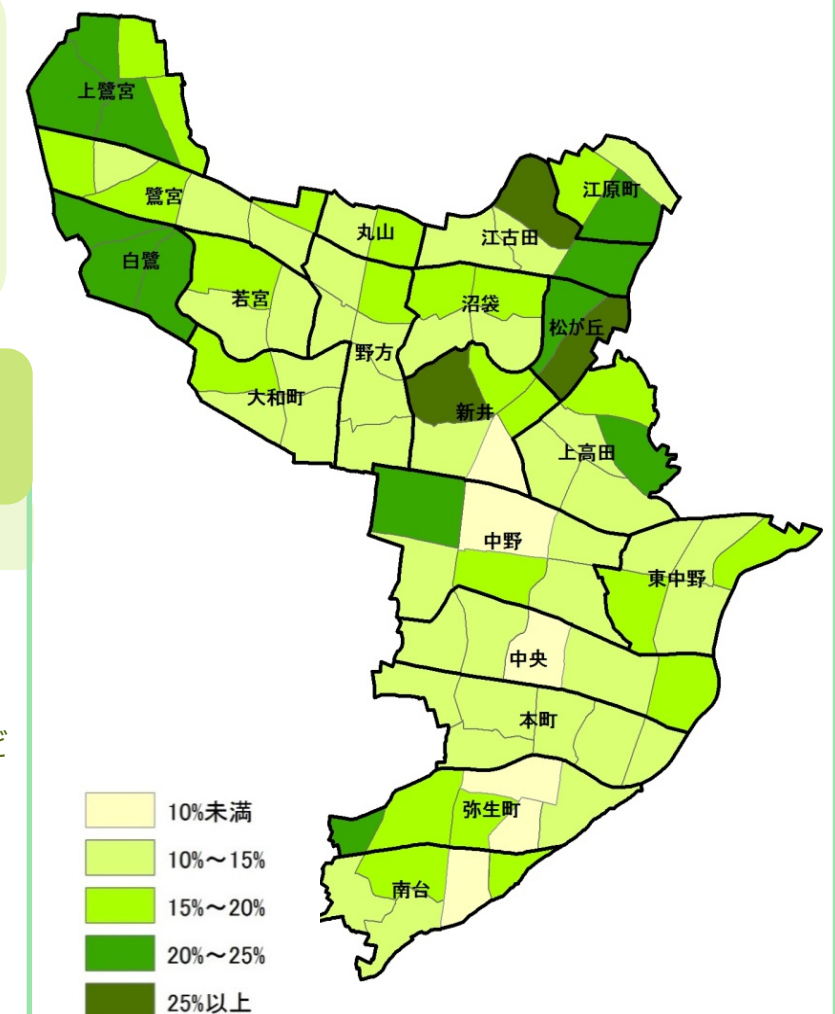 上鷺宮
鷺宮
白鷺
若宮
大和町
丸山
野方
江古田
江原町
沼袋
松が丘
新井
上高田
中野
東中野
中央
本町
弥生町
南台
ど
10%未満
10%～15%
15%～20%
20%～25%
25%以上